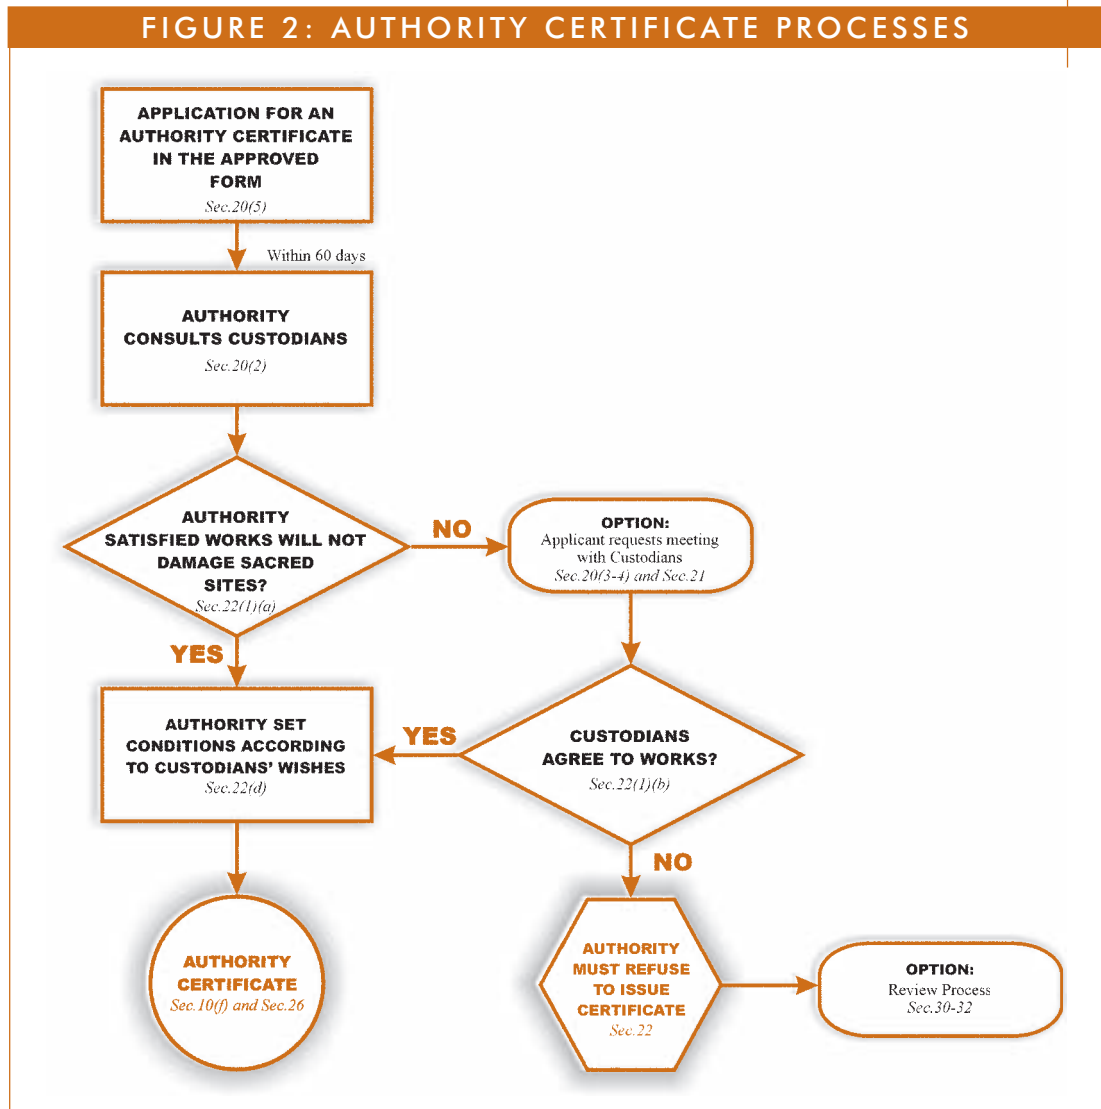 FIGURE 2: AUTHORITY CERTIFICATE PROCESSES
APPLICATION FOR AN
AUTHORITY CERTIFICATE
IN THE APPROVED
FORM
Sec.20(5)
Within 60 days
AUTHORITY
CONSULTS CUSTODIANS
Sec.20(2)
AUTHORITY
SATISFIED WORKS WILL NOT
DAMAGE SACRED
SITES?
Sec.22(1)(a)
NO
OPTION:
Applicant requests meeting
with Custodians
Sec.20(3-4) and Sec.21
YES
AUTHORITY SET
CONDITIONS ACCORDING
TO CUSTODIANS' WISHES
Sec.22(d)
YES
CUSTODIANS
AGREE TO WORKS?
Sec.22(1)(b)
NO
AUTHORITY
CERTIFICATE
Sec.10(f) and Sec.26
AUTHORITY
MUST REFUSE
TO ISSUE
CERTIFICATE
Sec.22
OPTION:
Review Process
Sec.30-32